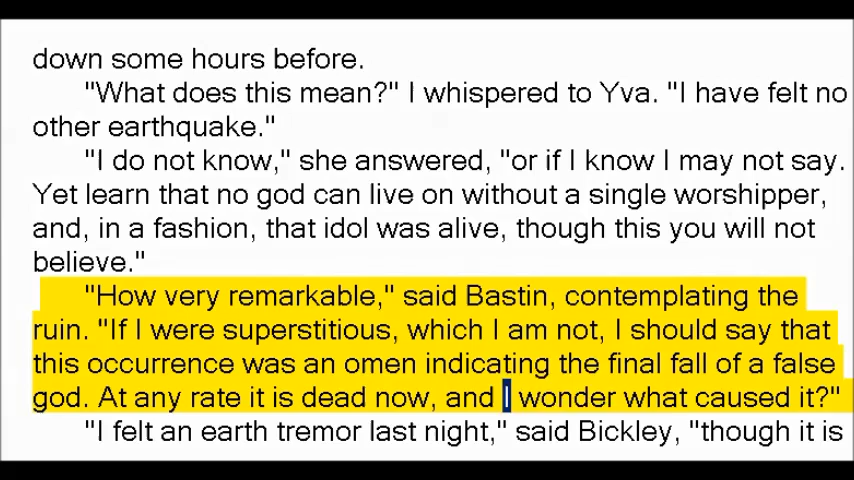 down some hours before.
"What does this mean?" I whispered to Yva. "I have felt no
other earthquake."
"I do not know," she answered, "or if I know I may not say.
Yet learn that no god can live on without a single worshipper,
and, in a fashion, that idol was alive, though this you will not
believe."
"How very remarkable," said Bastin, contemplating the
ruin. "If I were superstitious, which I am not, I should say that
this occurrence was an omen indicating the final fall of a false
god. At any rate it is dead now, and I wonder what caused it?"
"I felt an earth tremor last night," said Bickley, "though it is